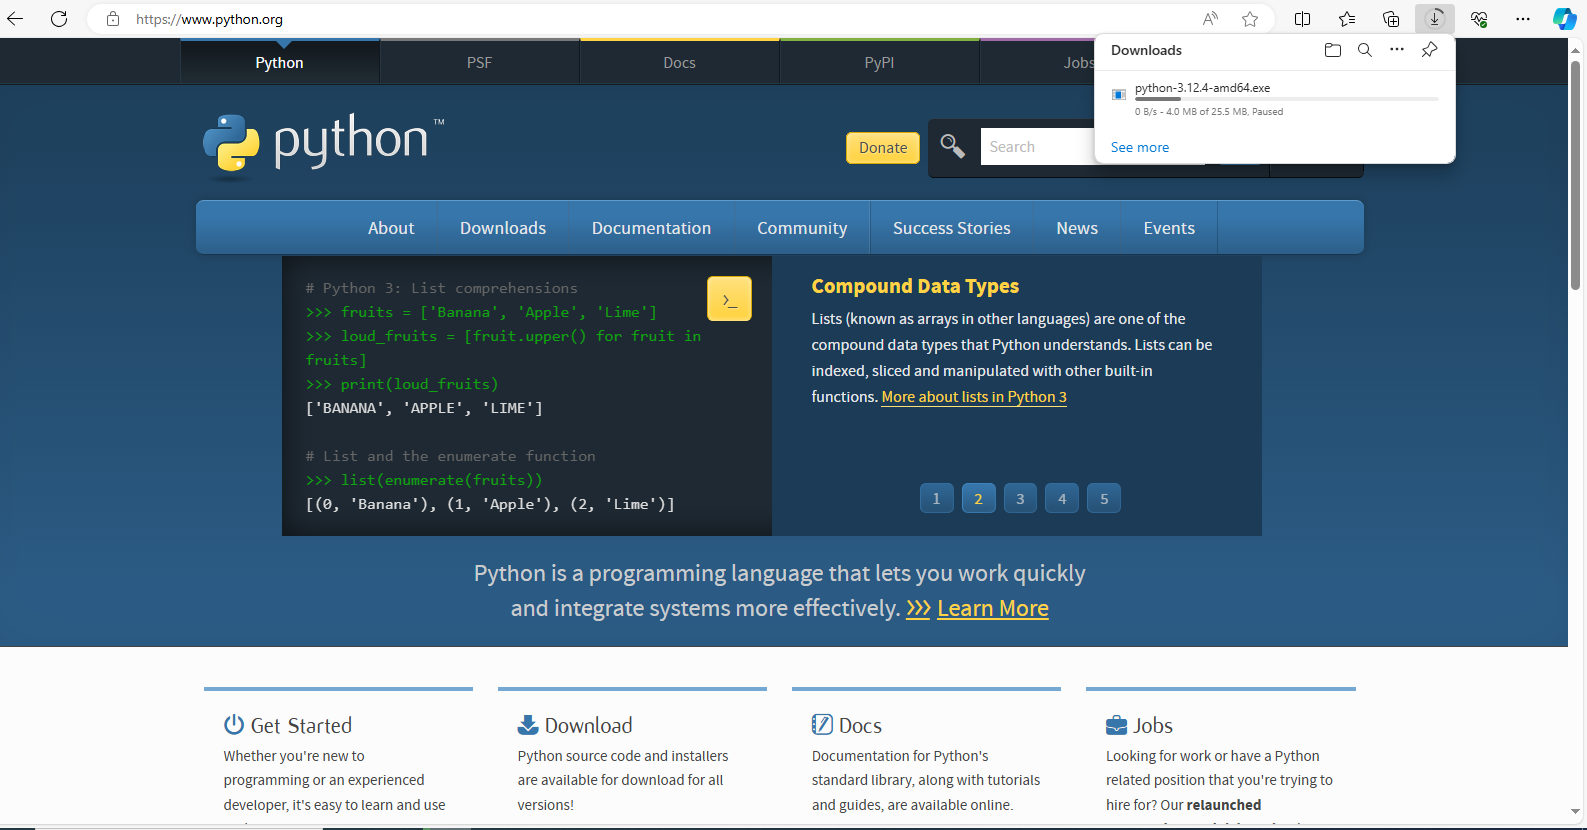 https://www.python.org
Python
PSF
Docs
PyPI
Jobs
Downloads
python-3.12.4-amd64.exe
0 B/s - 4.0 MB of 25.5 MB, Paused
See more
python™
Donate
Search
About
Downloads
Documentation
Community
Success Stories
News
Events
# Python 3: List comprehensions
>>> fruits = ['Banana', 'Apple', 'Lime']
>>> loud_fruits = [fruit.upper() for fruit in
fruits]
>>> print(loud_fruits)
['BANANA', 'APPLE', 'LIME']
# List and the enumerate function
>>> list(enumerate(fruits))
[(0, 'Banana'), (1, 'Apple'), (2, 'Lime')]
>_
Compound Data Types
Lists (known as arrays in other languages) are one of the
compound data types that Python understands. Lists can be
indexed, sliced and manipulated with other built-in
functions. More about lists in Python 3
1 2 3 4 5
Python is a programming language that lets you work quickly
and integrate systems more effectively. >>> Learn More
Get Started
Whether you're new to
programming or an experienced
developer, it's easy to learn and use
Download
Python source code and installers
are available for download for all
versions!
Docs
Documentation for Python's
standard library, along with tutorials
and guides, are available online.
Jobs
Looking for work or have a Python
related position that you're trying to
hire for? Our relaunched